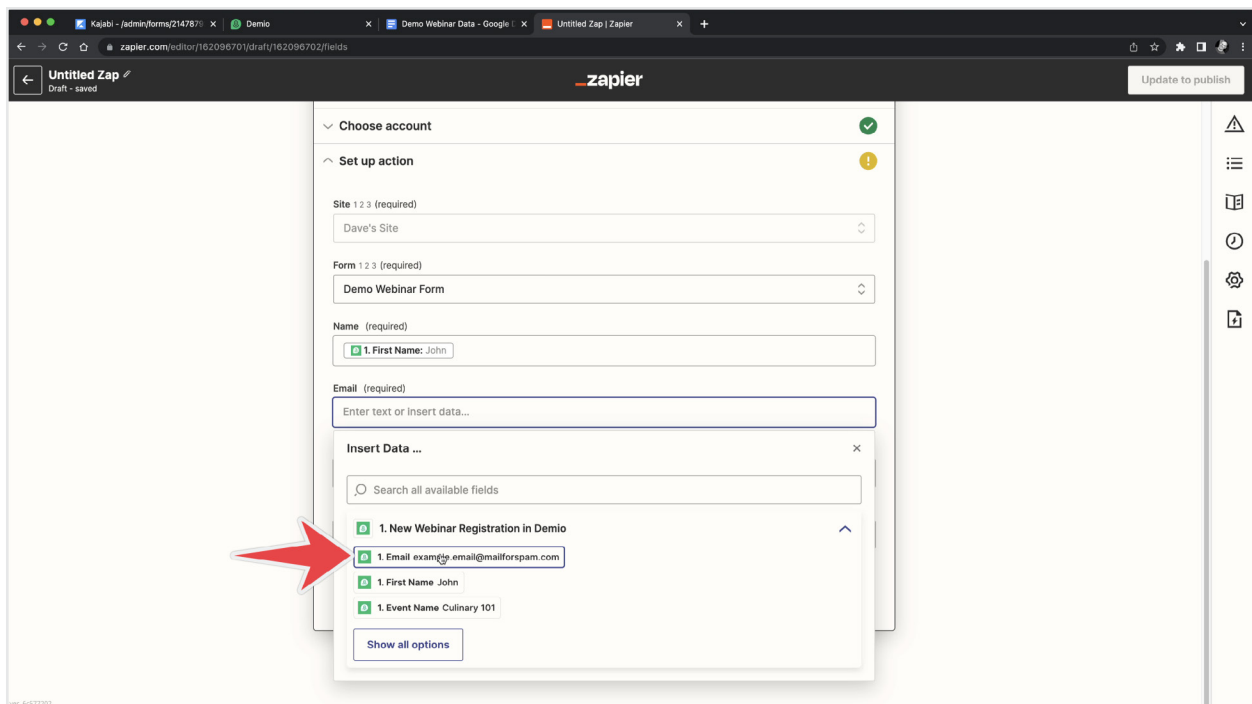 Kajabi - /admin/forms/2147879
Demio
Demo Webinar Data - Google D
Untitled Zap | Zapier
zapier.com/editor/162096701/draft/162096702/fields
Untitled Zap
Draft - saved
zapier
Update to publish
Choose account
Set up action
Site 1 2 3 (required)
Dave's Site
Form 1 2 3 (required)
Demo Webinar Form
Name (required)
1. First Name: John
Email (required)
Enter text or insert data...
Insert Data ...
Search all available fields
1. New Webinar Registration in Demio
1. Email example.email@mailforspam.com
1. First Name John
1. Event Name Culinary 101
Show all options